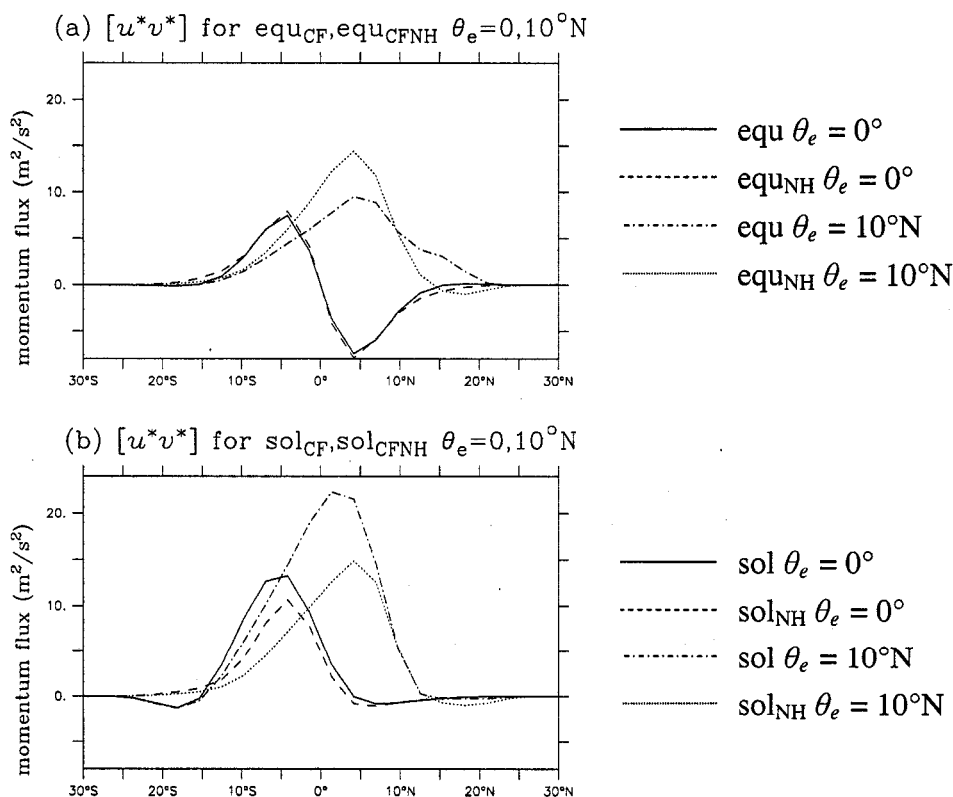 (a) [u*v*] for equ_CF,equ_CFNH θ_e=0,10°N
momentum flux (m²/s²)
20.
10.
0.
30°S 20°S 10°S 0° 10°N 20°N 30°N
equ θ_e = 0°
equ_NH θ_e = 0°
equ θ_e = 10°N
equ_NH θ_e = 10°N
(b) [u*v*] for sol_CF,sol_CFNH θ_e=0,10°N
momentum flux (m²/s²)
20.
10.
0.
30°S 20°S 10°S 0° 10°N 20°N 30°N
sol θ_e = 0°
sol_NH θ_e = 0°
sol θ_e = 10°N
sol_NH θ_e = 10°N